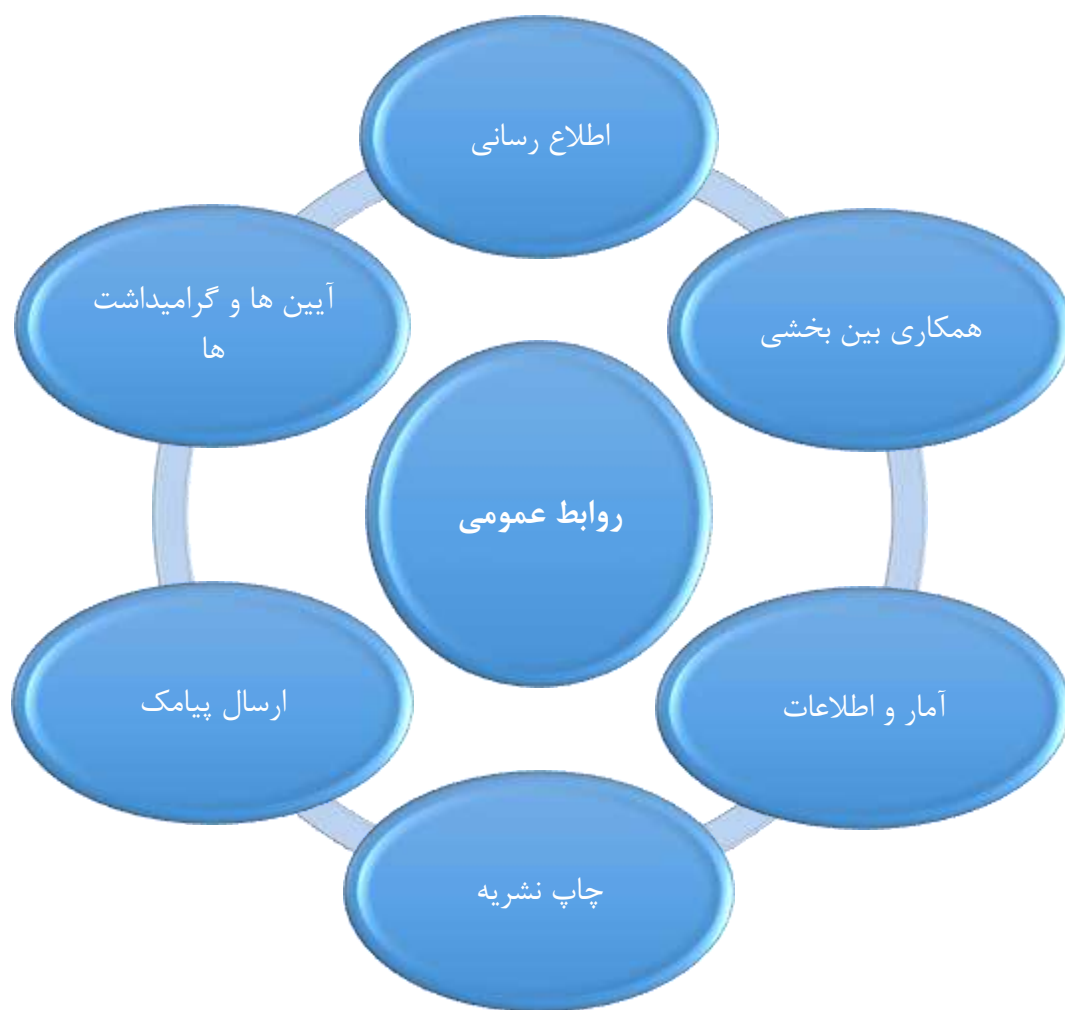 اطلاع رسانی
همکاری بین بخشی
آیین ها و گرامیداشت
ها
روابط عمومی
آمار و اطلاعات
ارسال پیامک
چاپ نشریه